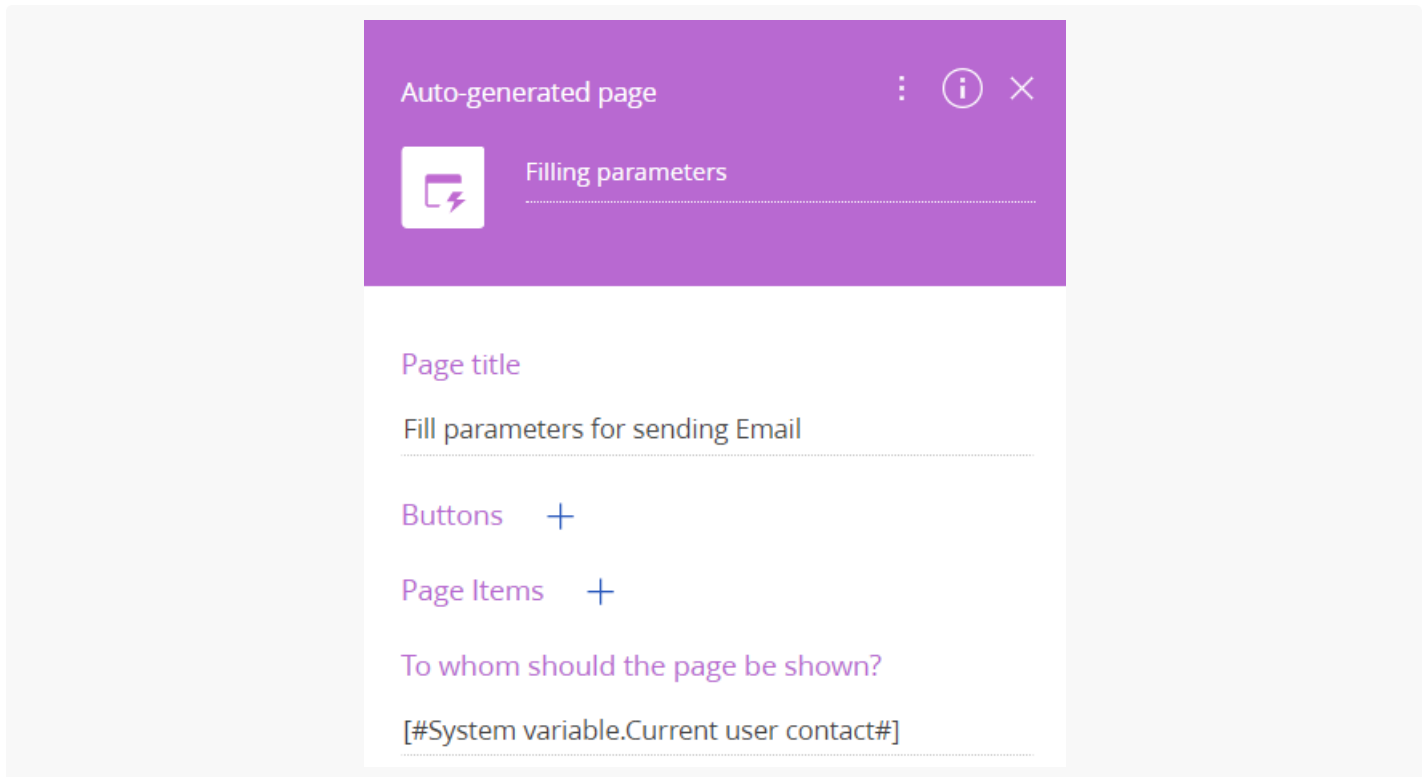 Auto-generated page
Filling parameters
Page title
Fill parameters for sending Email
Buttons
Page Items
To whom should the page be shown?
[#System variable.Current user contact#]